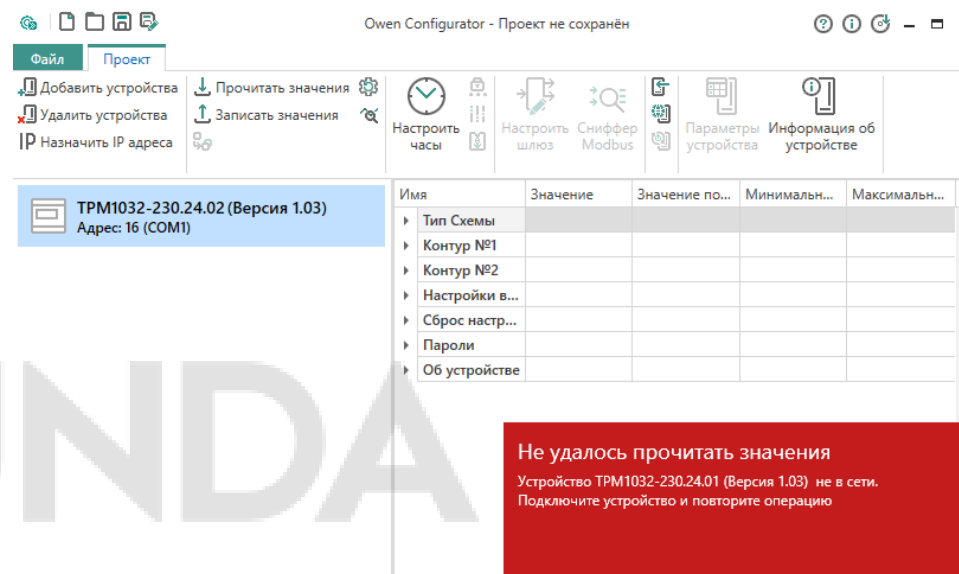 Owen Configurator - Проект не сохранён
Файл
Проект
Добавить устройства
Удалить устройства
IP Назначить IP адреса
Прочитать значения
Записать значения
Настроить
часы
Настроить
шлюз
Сниффер
Modbus
Параметры
устройства
Информация об
устройстве
ТРМ1032-230.24.02 (Версия 1.03)
Адрес: 16 (COM1)
Имя
Значение
Значение по...
Минимальн...
Максимальн...
Тип Схемы
Контур №1
Контур №2
Настройки в...
Сброс настр...
Пароли
Об устройстве
UNDA
Не удалось прочитать значения
Устройство ТРМ1032-230.24.01 (Версия 1.03) не в сети.
Подключите устройство и повторите операцию